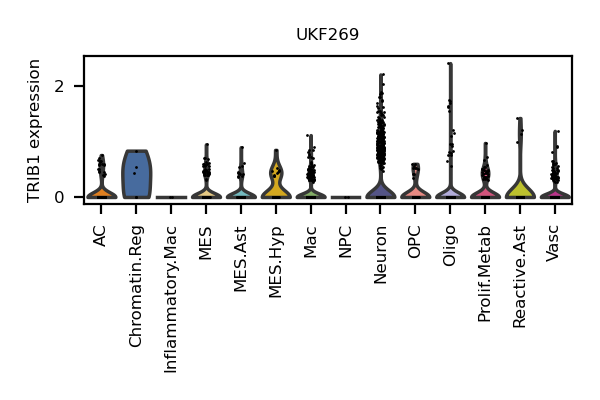 UKF269
TRIB1 expression
2
0
AC
Chromatin.Reg
Inflammatory.Mac
MES
MES.Ast
MES.Hyp
Mac
NPC
Neuron
OPC
Oligo
Prolif.Metab
Reactive.Ast
Vasc